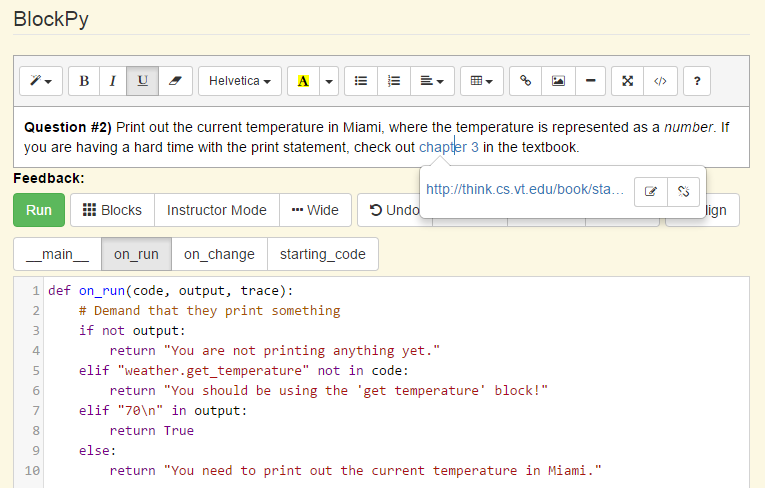 BlockPy
B I U Helvetica A </> ?
Question #2) Print out the current temperature in Miami, where the temperature is represented as a number. If
you are having a hard time with the print statement, check out chapter 3 in the textbook.
http://think.cs.vt.edu/book/sta...
Feedback:
Run Blocks Instructor Mode Wide Undo
__main__ on_run on_change starting_code
1 def on_run(code, output, trace):
2 # Demand that they print something
3 if not output:
4 return "You are not printing anything yet."
5 elif "weather.get_temperature" not in code:
6 return "You should be using the 'get temperature' block!"
7 elif "70\n" in output:
8 return True
9 else:
10 return "You need to print out the current temperature in Miami."